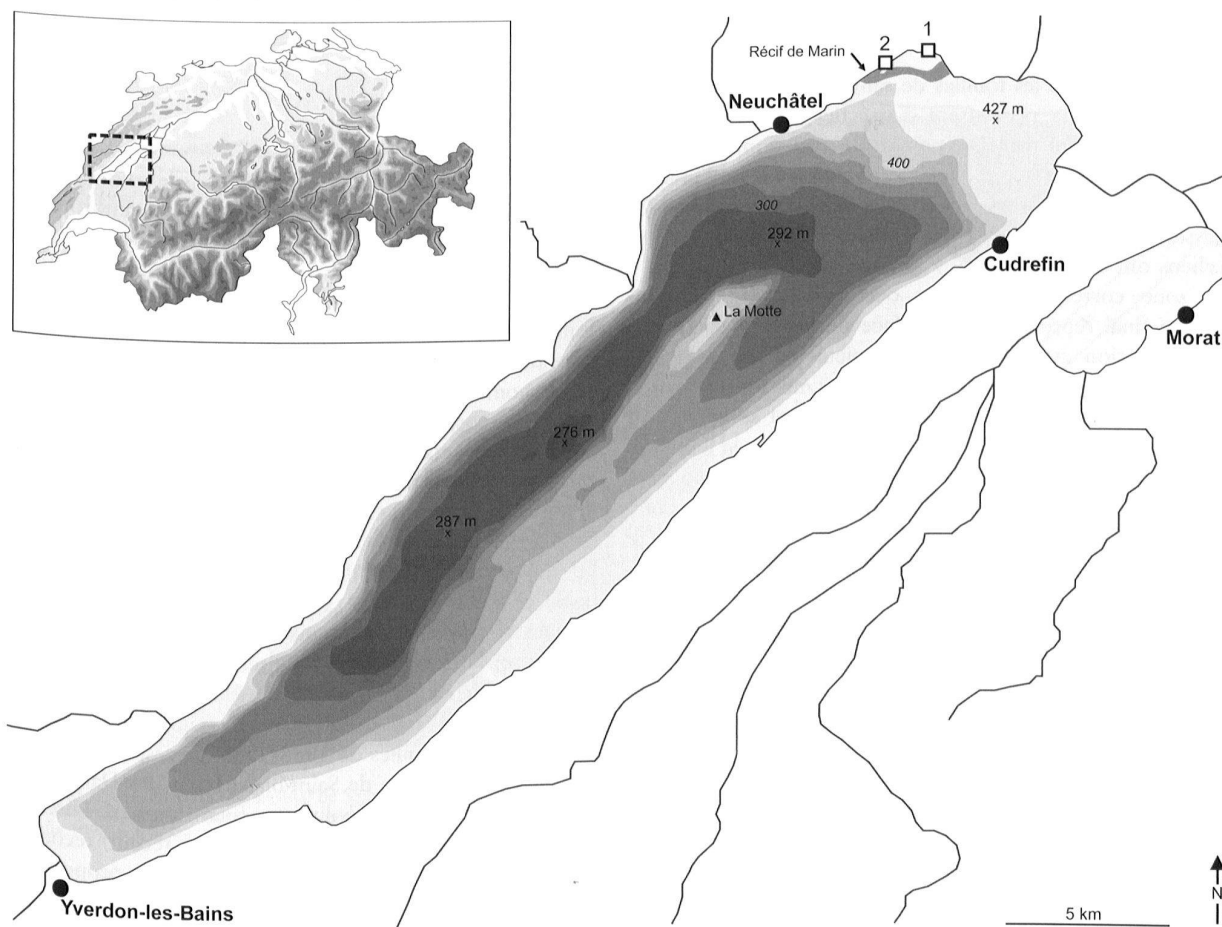 2
1
Récif de Marin
Neuchâtel
427 m
x
400
300
292 m
x
Cudrefin
La Motte
Morat
276 m
x
287 m
x
N
5 km
Yverdon-les-Bains